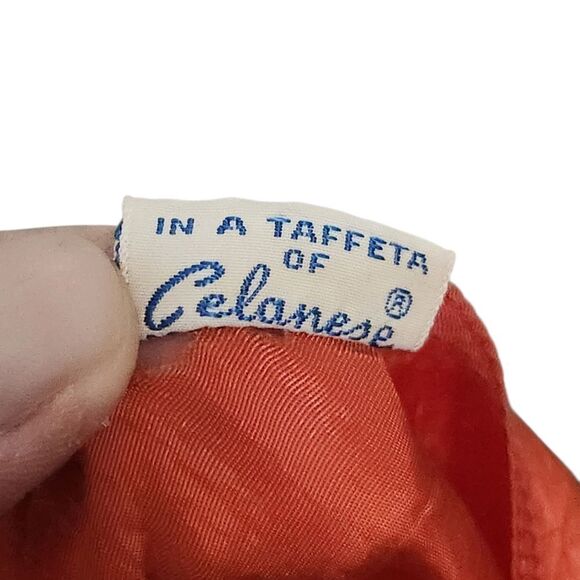 IN A TAFFETA
OF
Celanese ®